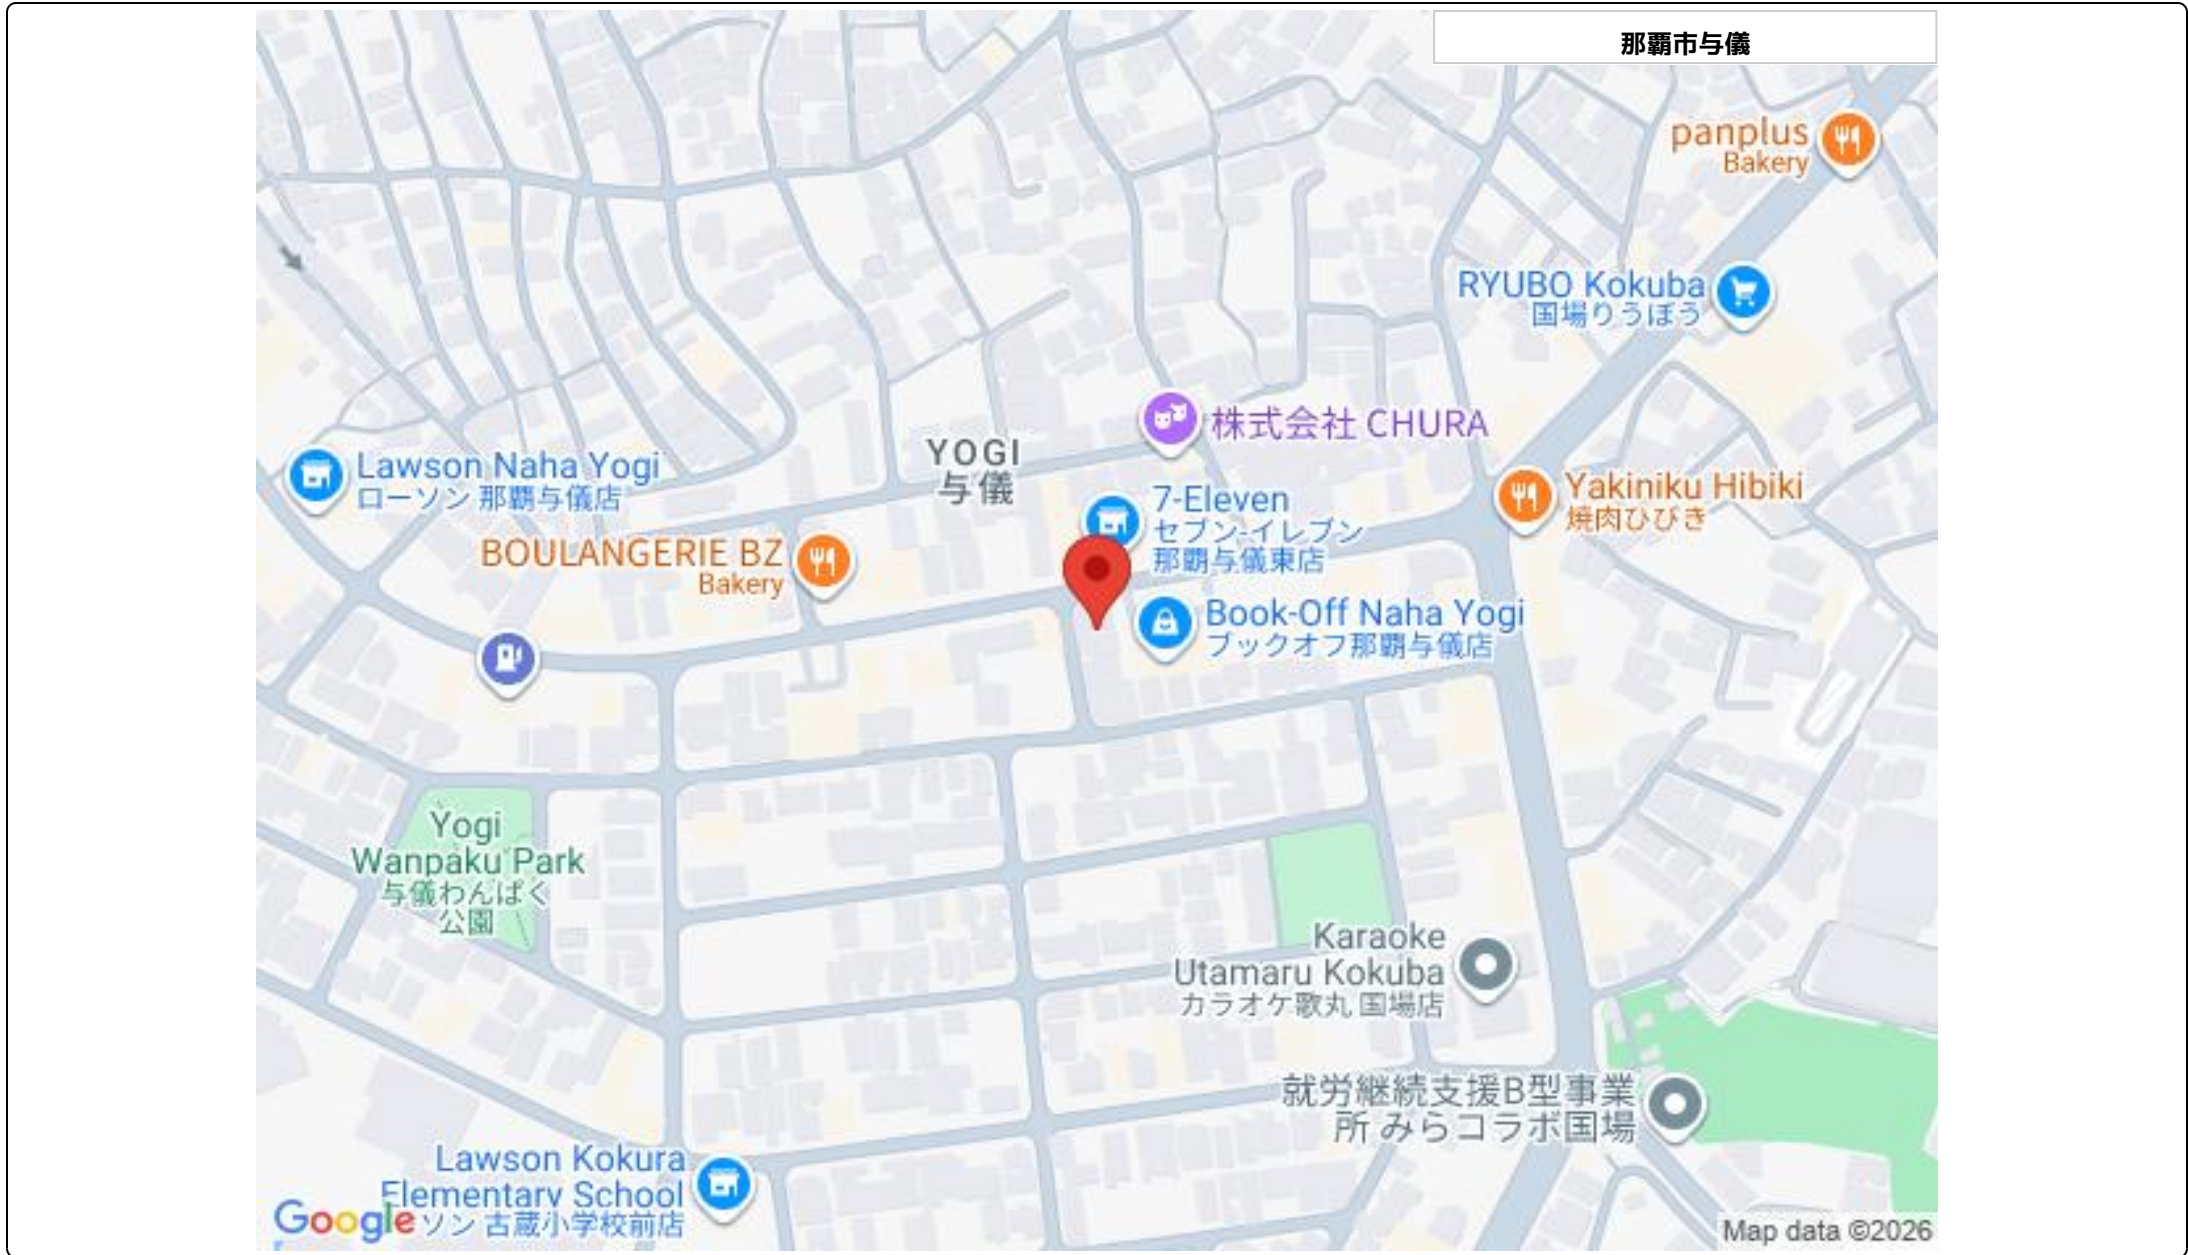 那覇市与儀
panplus
Bakery
RYUBO Kokuba
国場りうぼう
株式会社 CHURA
YOGI
与儀
Lawson Naha Yogi
ローソン 那覇与儀店
7-Eleven
セブン-イレブン
那覇与儀東店
Yakiniku Hibiki
焼肉ひびき
BOULANGERIE BZ
Bakery
Book-Off Naha Yogi
ブックオフ那覇与儀店
Yogi
Wanpaku Park
与儀わんぱく
公園
Karaoke
Utamaru Kokuba
カラオケ歌丸 国場店
就労継続支援B型事業
所 みらコラボ国場
Lawson Kokura
Elementary School
ソン 古蔵小学校前店
Google
Map data ©2026